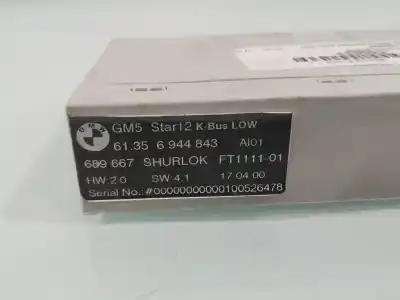 BMW
GM5 Star12 K-Bus LOW
61.35 6 944 843 AI01
689 667 SHURLOK FT1111-01
HW:2.0 SW:4.1 17.04.00
Serial No.:#00000000000100526478